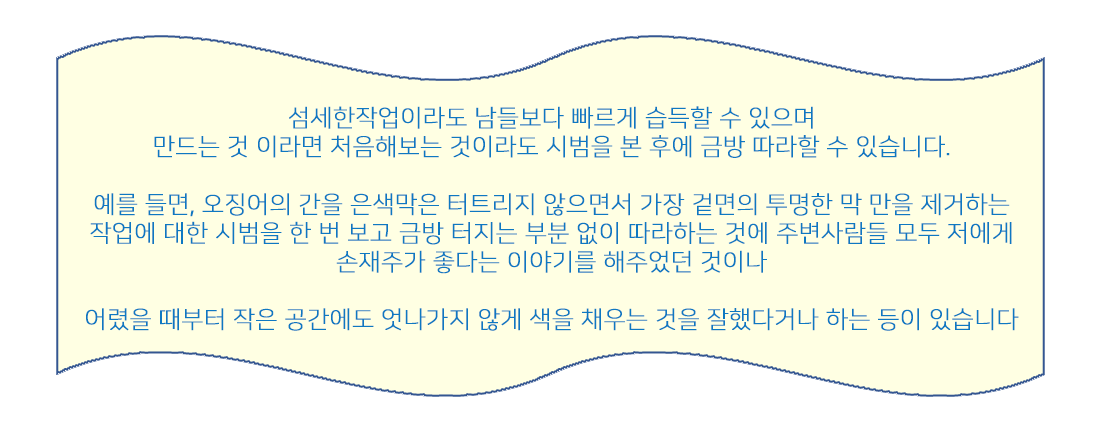 섬세한작업이라도 남들보다 빠르게 습득할 수 있으며
만드는 것 이라면 처음해보는 것이라도 시범을 본 후에 금방 따라할 수 있습니다.
예를 들면, 오징어의 간을 은색막은 터트리지 않으면서 가장 겉면의 투명한 막 만을 제거하는
작업에 대한 시범을 한 번 보고 금방 터지는 부분 없이 따라하는 것에 주변사람들 모두 저에게
손재주가 좋다는 이야기를 해주었던 것이나
어렸을 때부터 작은 공간에도 엇나가지 않게 색을 채우는 것을 잘했다거나 하는 등이 있습니다